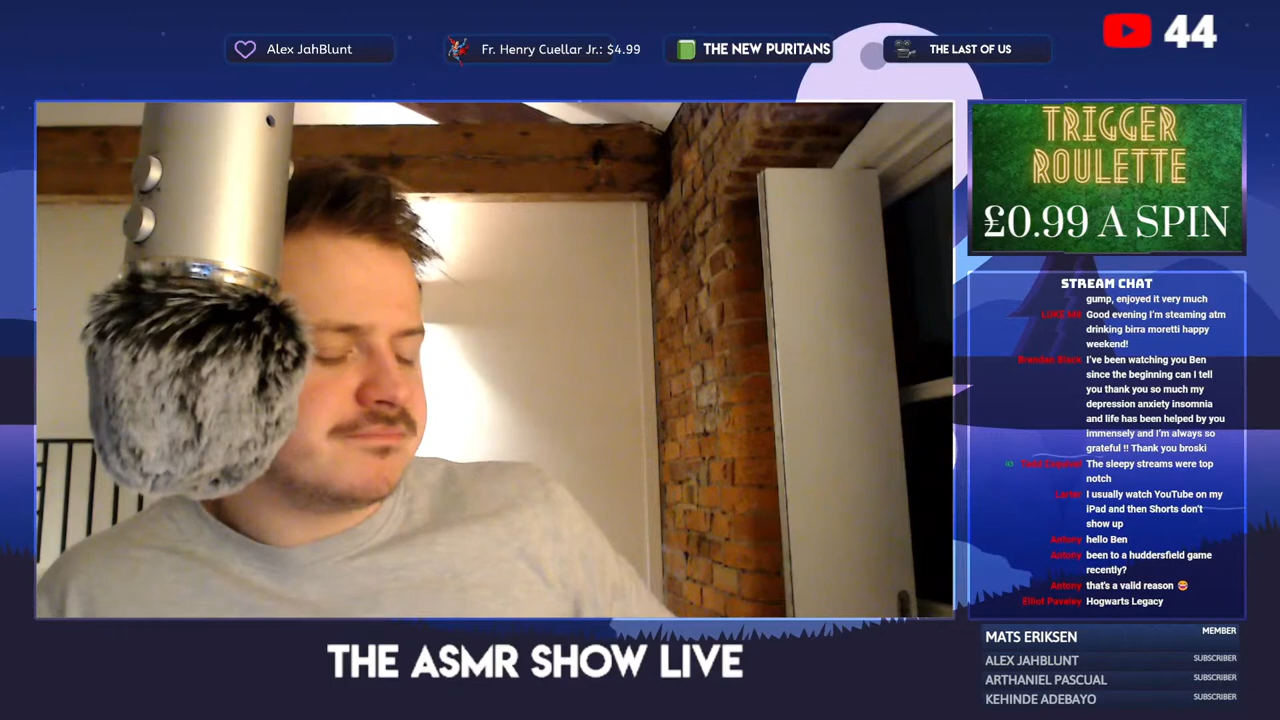 Alex JahBlunt
Fr. Henry Cuellar Jr.: $4.99
THE NEW PURITANS
THE LAST OF US
44
TRIGGER
ROULETTE
£0.99 A SPIN
STREAM CHAT
gump, enjoyed it very much
LUKE M8 Good evening I'm steaming atm
drinking birra moretti happy
weekend!
Brendan Black I've been watching you Ben
since the beginning can I tell
you thank you so much my
depression anxiety insomnia
and life has been helped by you
immensely and I'm always so
grateful !! Thank you broski
The sleepy streams were top
notch
I usually watch YouTube on my
iPad and then Shorts don't
show up
Antony hello Ben
Antony been to a huddersfield game
recently?
Antony that's a valid reason
Elliot Paveley Hogwarts Legacy
MATS ERIKSEN MEMBER
ALEX JAHBLUNT SUBSCRIBER
ARTHANIEL PASCUAL SUBSCRIBER
KEHINDE ADEBAYO SUBSCRIBER
THE ASMR SHOW LIVE